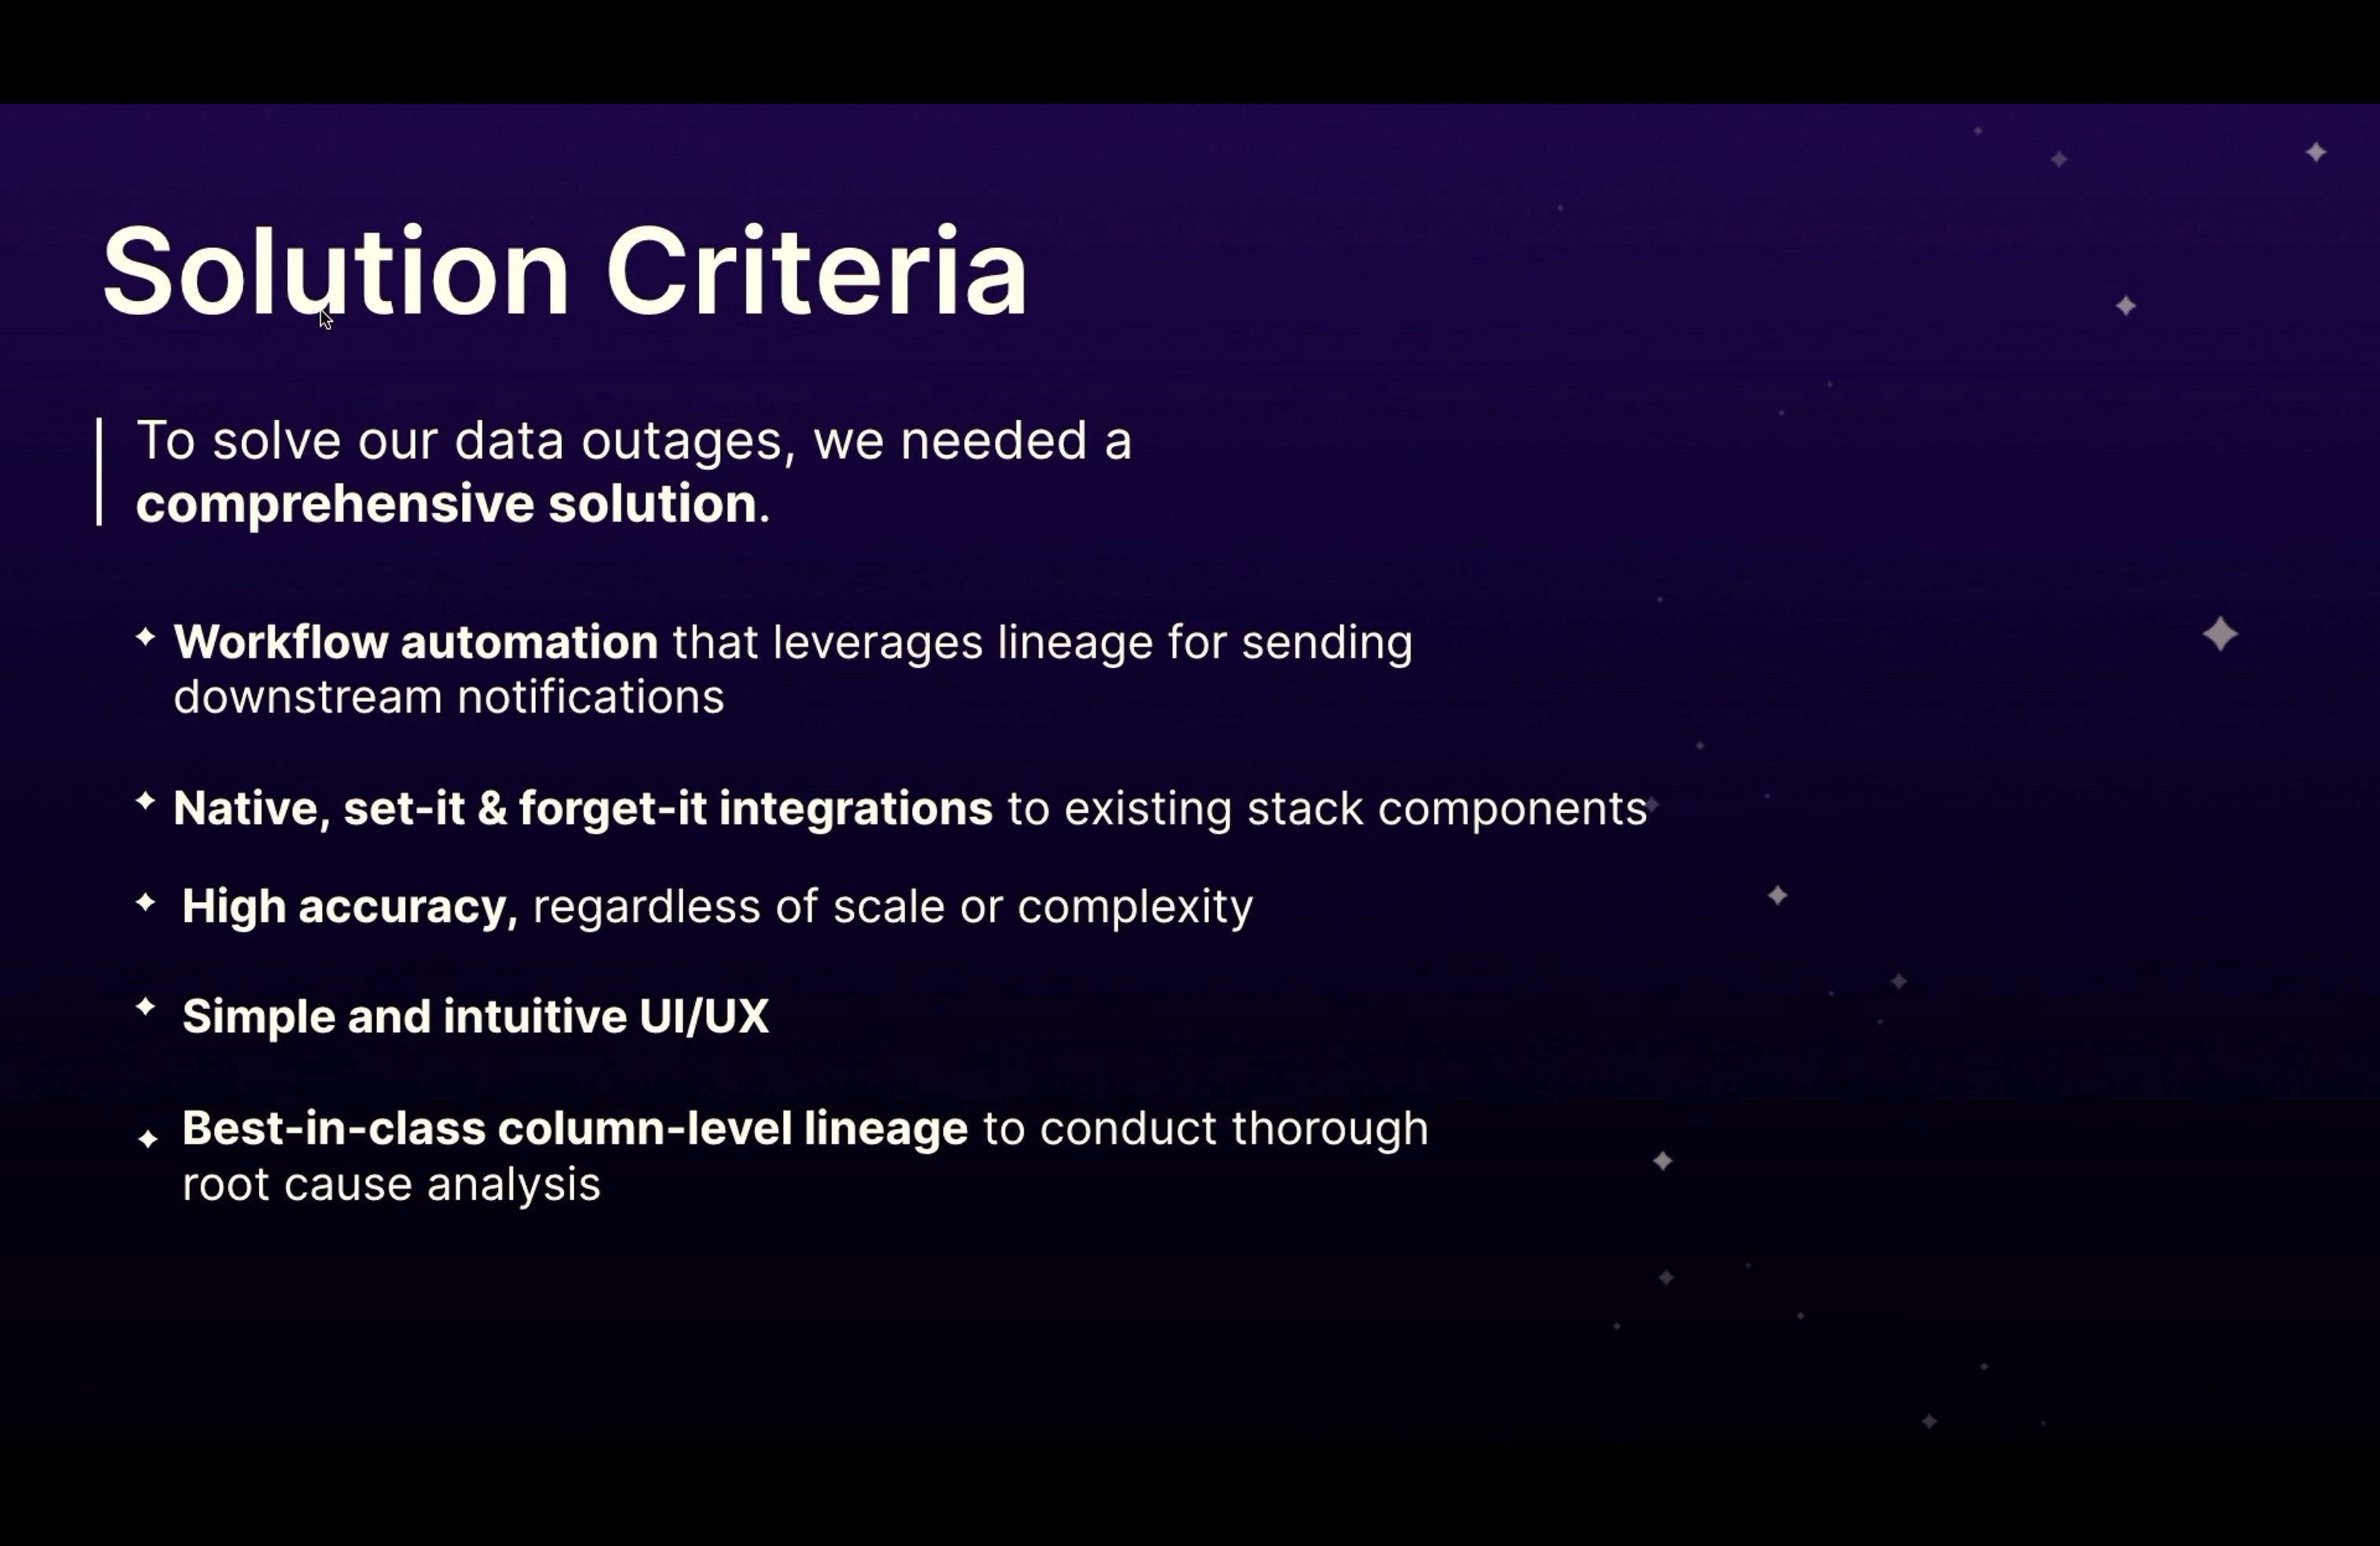 Solution Criteria
To solve our data outages, we needed a
comprehensive solution.
Workflow automation that leverages lineage for sending
downstream notifications
Native, set-it & forget-it integrations to existing stack components
High accuracy, regardless of scale or complexity
Simple and intuitive UI/UX
Best-in-class column-level lineage to conduct thorough
root cause analysis